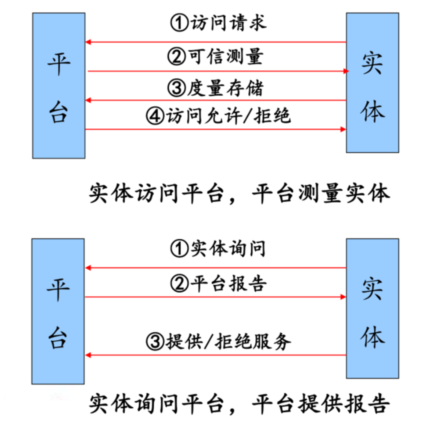 ①访问请求
②可信测量
③度量存储
④访问允许/拒绝
平台
实体
实体访问平台，平台测量实体
①实体询问
②平台报告
③提供/拒绝服务
平台
实体
实体询问平台，平台提供报告